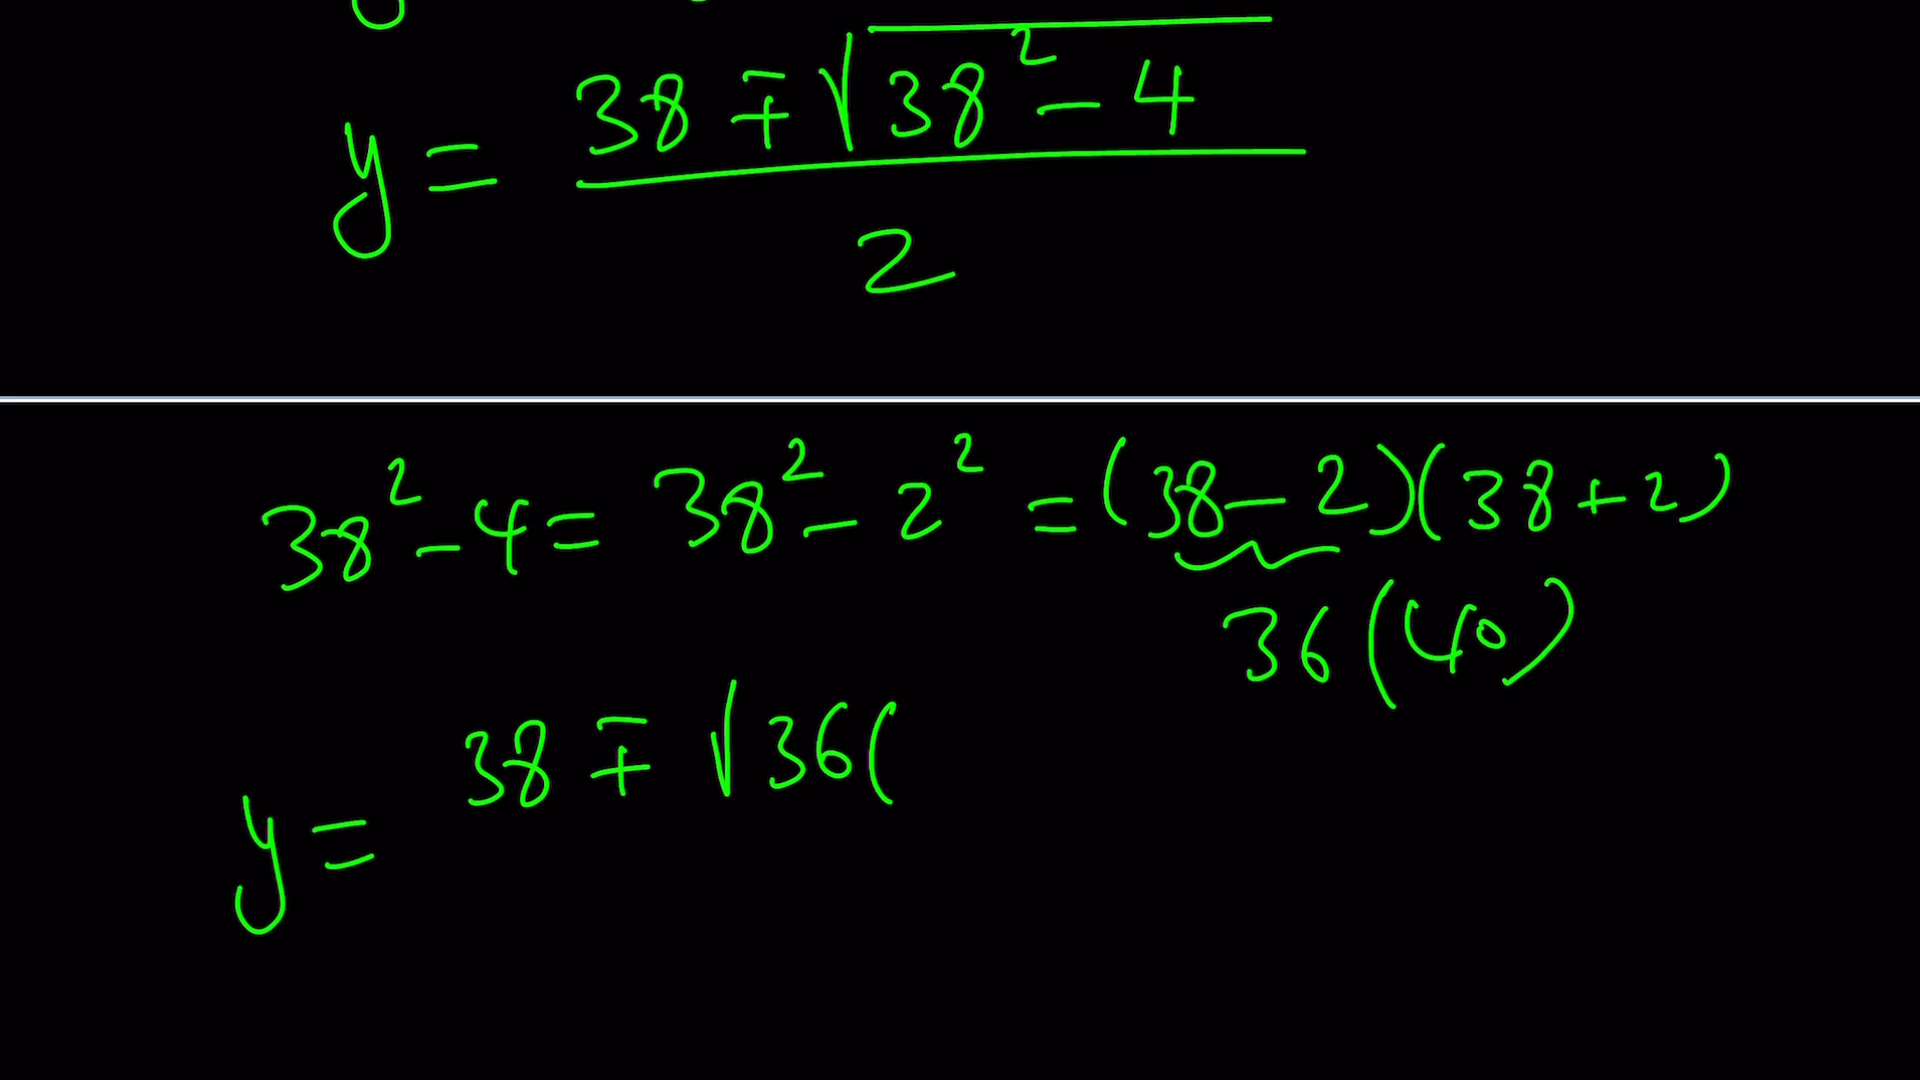 y = (38 ∓ √(38² - 4)) / 2
38² - 4 = 38² - 2² = (38 - 2)(38 + 2)
36(40)
y = 38 ∓ √36(